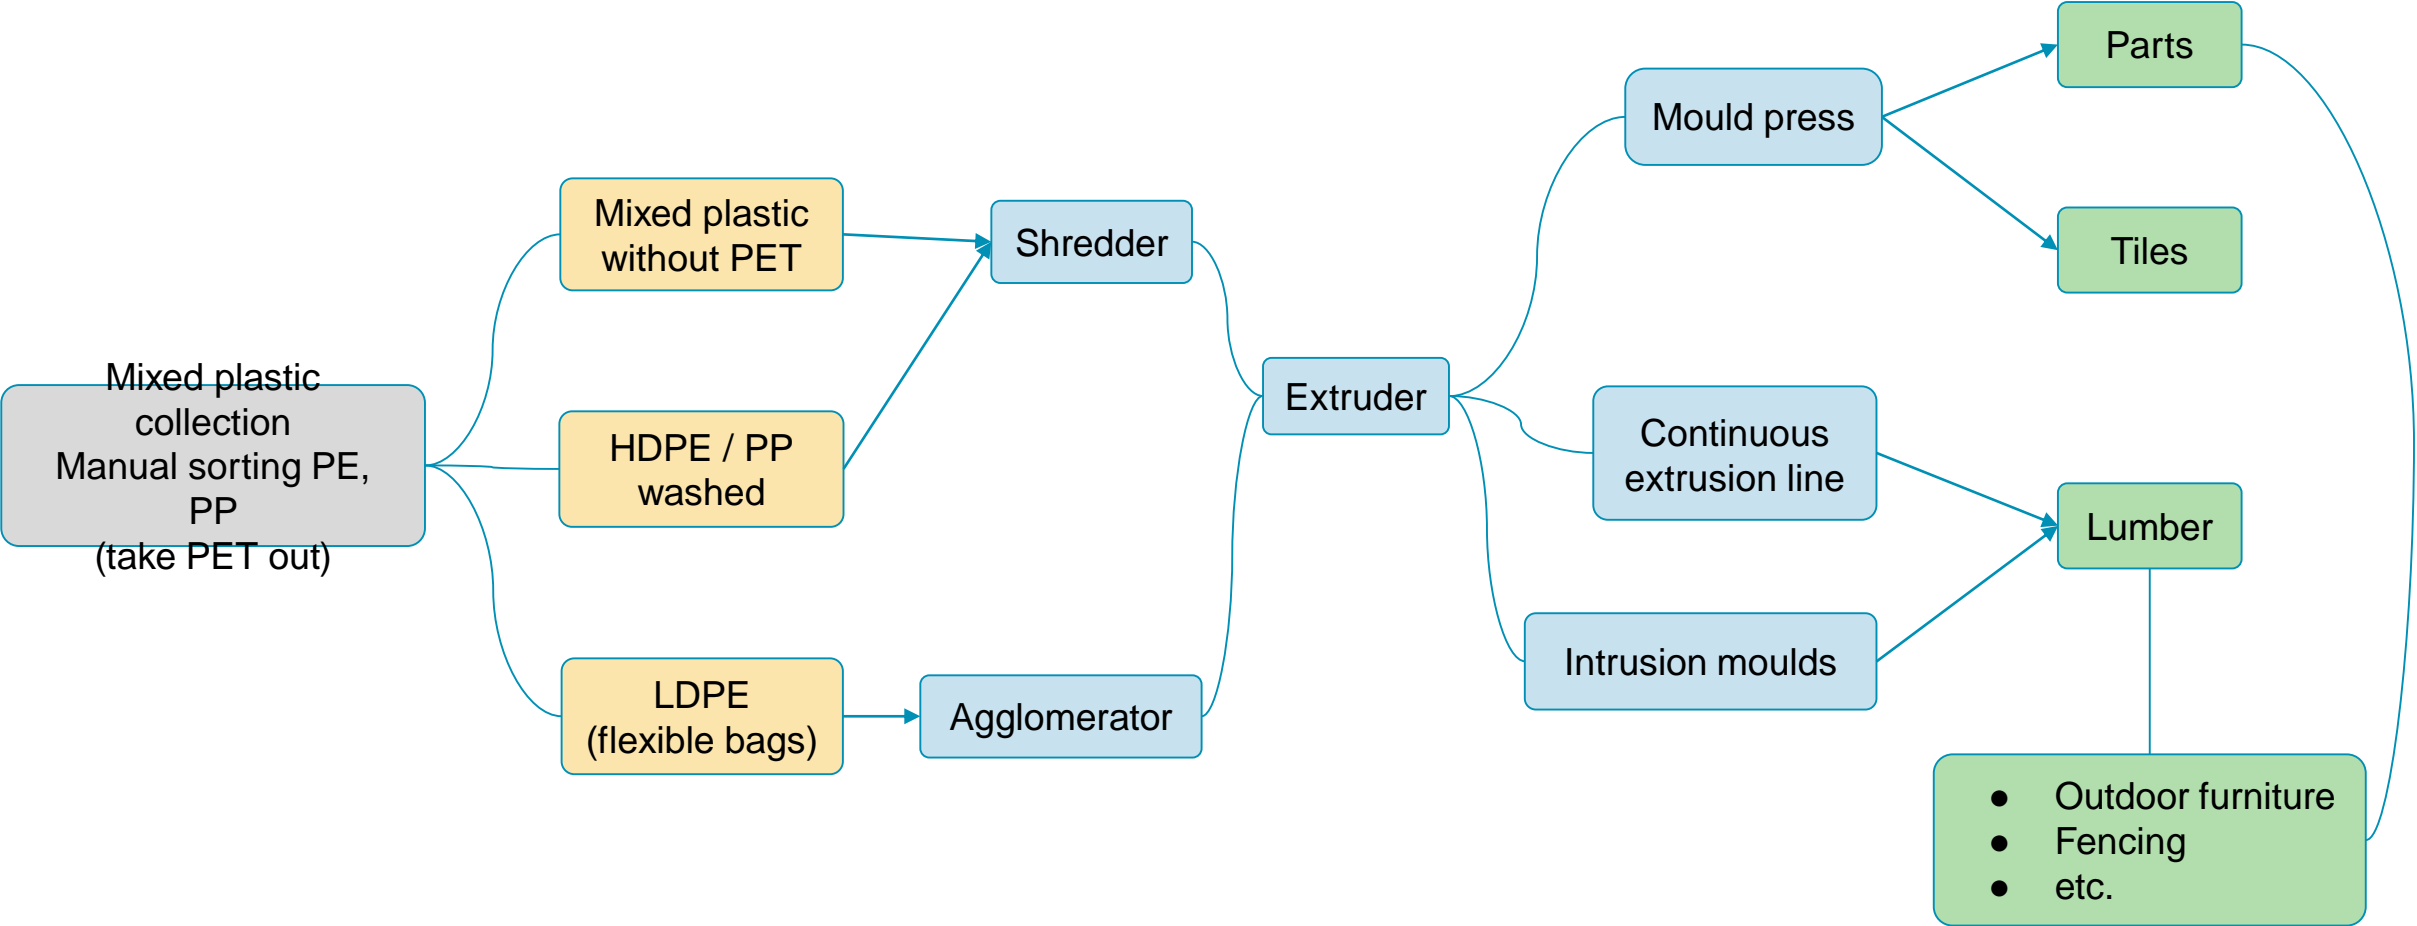 Mixed plastic
collection
Manual sorting PE,
PP
(take PET out)
Mixed plastic
without PET
HDPE / PP
washed
LDPE
(flexible bags)
Shredder
Agglomerator
Extruder
Mould press
Continuous
extrusion line
Intrusion moulds
Parts
Tiles
Lumber
● Outdoor furniture
● Fencing
● etc.